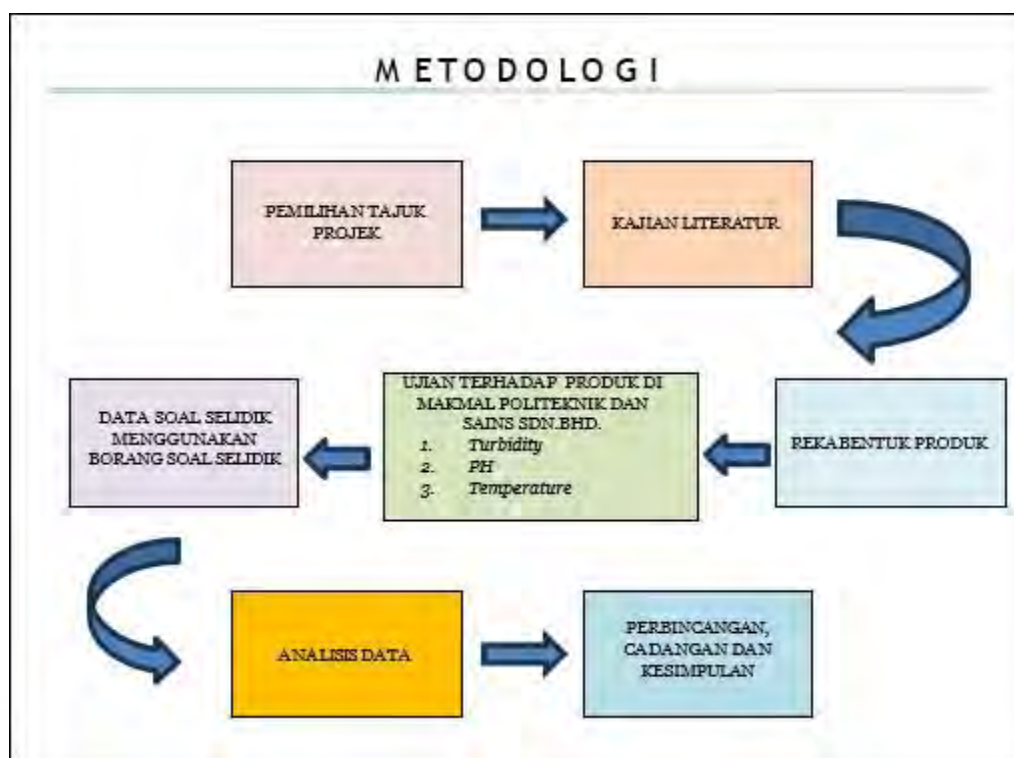 METODOLOGI
PEMILIHAN TAJUK
PROJEK
KAJIAN LITERATUR
REKABENTUK PRODUK
UJIAN TERHADAP PRODUK DI
MAKMAL POLITEKNIK DAN
SAINS SDN.BHD.
1. Turbidity
2. PH
3. Temperature
DATA SOAL SELIDIK
MENGGUNAKAN
BORANG SOAL SELIDIK
ANALISIS DATA
PERBINCANGAN,
CADANGAN DAN
KESIMPULAN